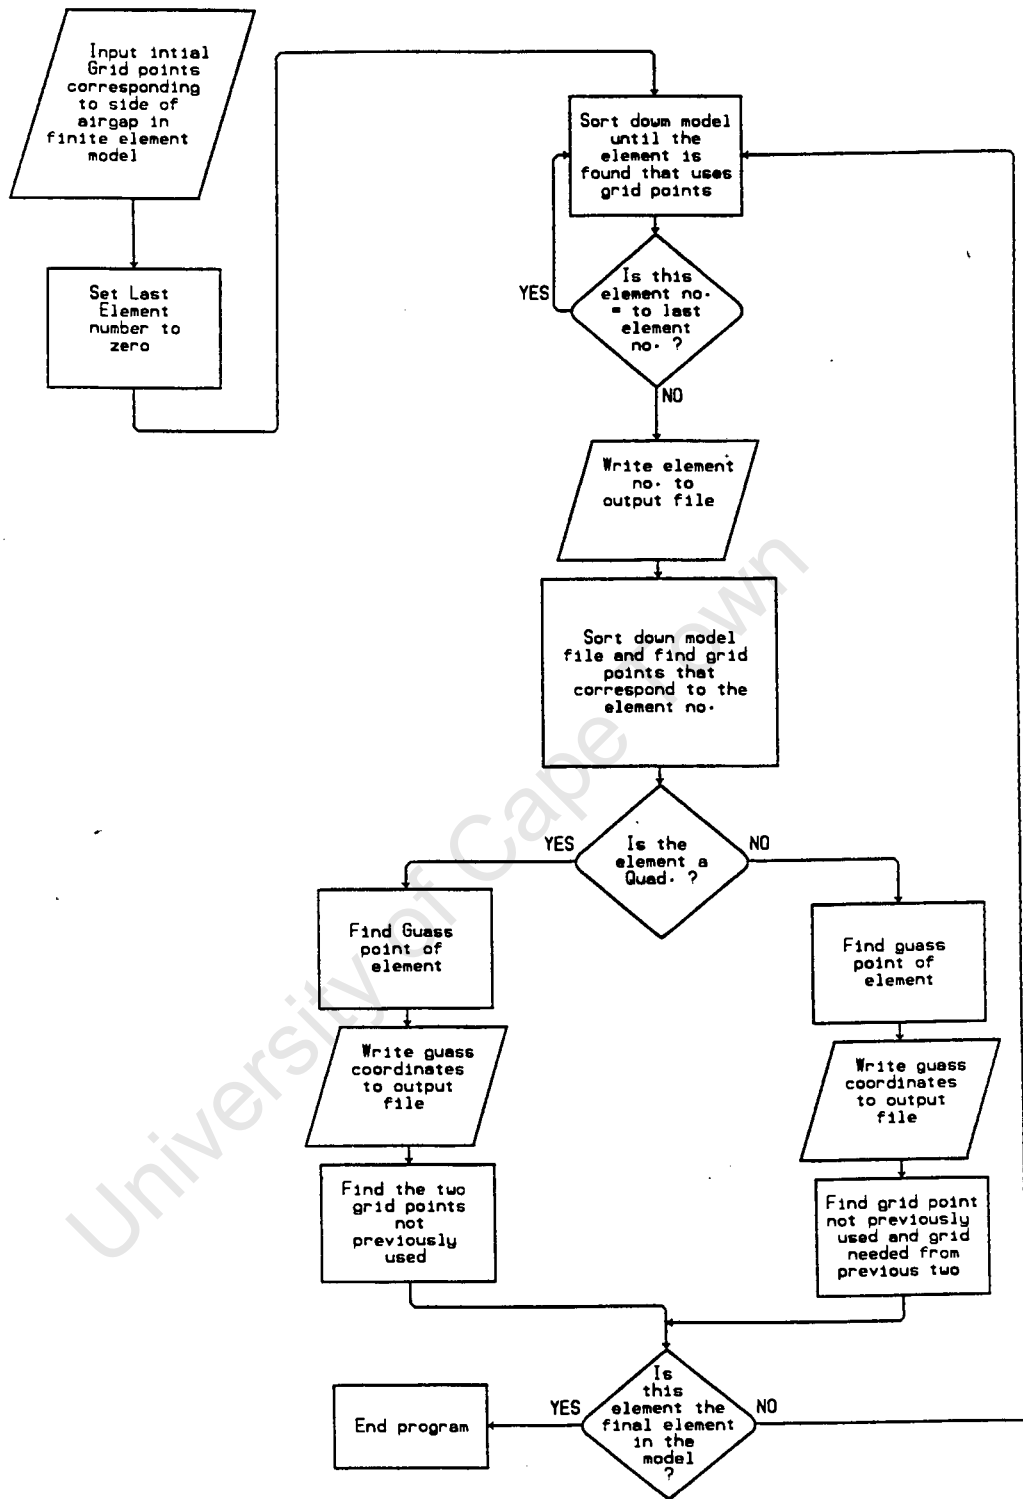 Input intial
Grid points
corresponding
to side of
airgap in
finite element
model
Set Last
Element
number to
zero
Sort dowm model
until the
element is
found that uses
grid points
Is this
element no.
= to last
element
no. ?
YES
NO
Write element
no. to
output file
Sort down model
file and find grid
points that
correspond to the
element no.
Is the
element a
Quad. ?
YES
NO
Find Guass
point of
element
Find guass
point of
element
Write guass
coordinates
to output
file
Write guass
coordinates
to output
file
Find the two
grid points
not
previously
used
Find grid point
not previously
used and grid
needed from
previous two
Is
this
element the
final element
in the
model
?
YES
NO
End program
University of Cape Town